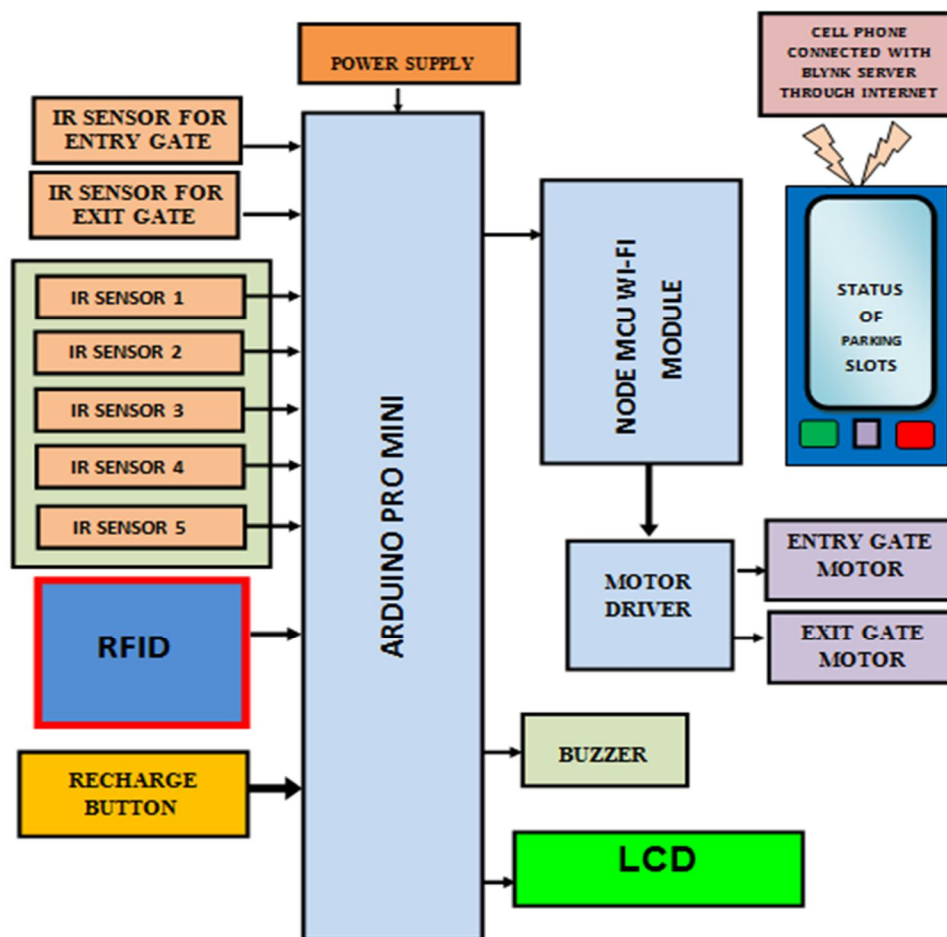 POWER SUPPLY
CELL PHONE
CONNECTED WITH
BLYNK SERVER
THROUGH INTERNET
IR SENSOR FOR
ENTRY GATE
IR SENSOR FOR
EXIT GATE
IR SENSOR 1
IR SENSOR 2
IR SENSOR 3
IR SENSOR 4
IR SENSOR 5
RFID
RECHARGE
BUTTON
ARDUINO PRO MINI
NODE MCU WI-FI
MODULE
STATUS
OF
PARKING
SLOTS
MOTOR
DRIVER
ENTRY GATE
MOTOR
EXIT GATE
MOTOR
BUZZER
LCD